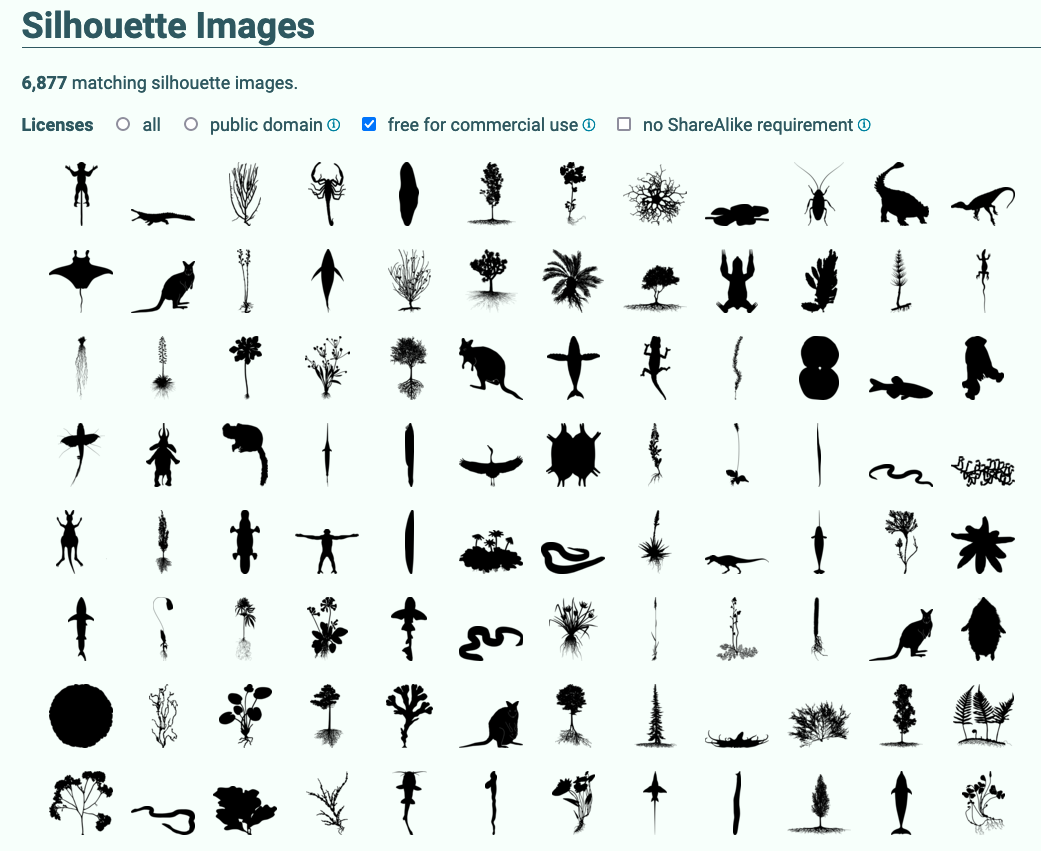 Silhouette Images
6,877 matching silhouette images.
Licenses all public domain free for commercial use no ShareAlike requirement